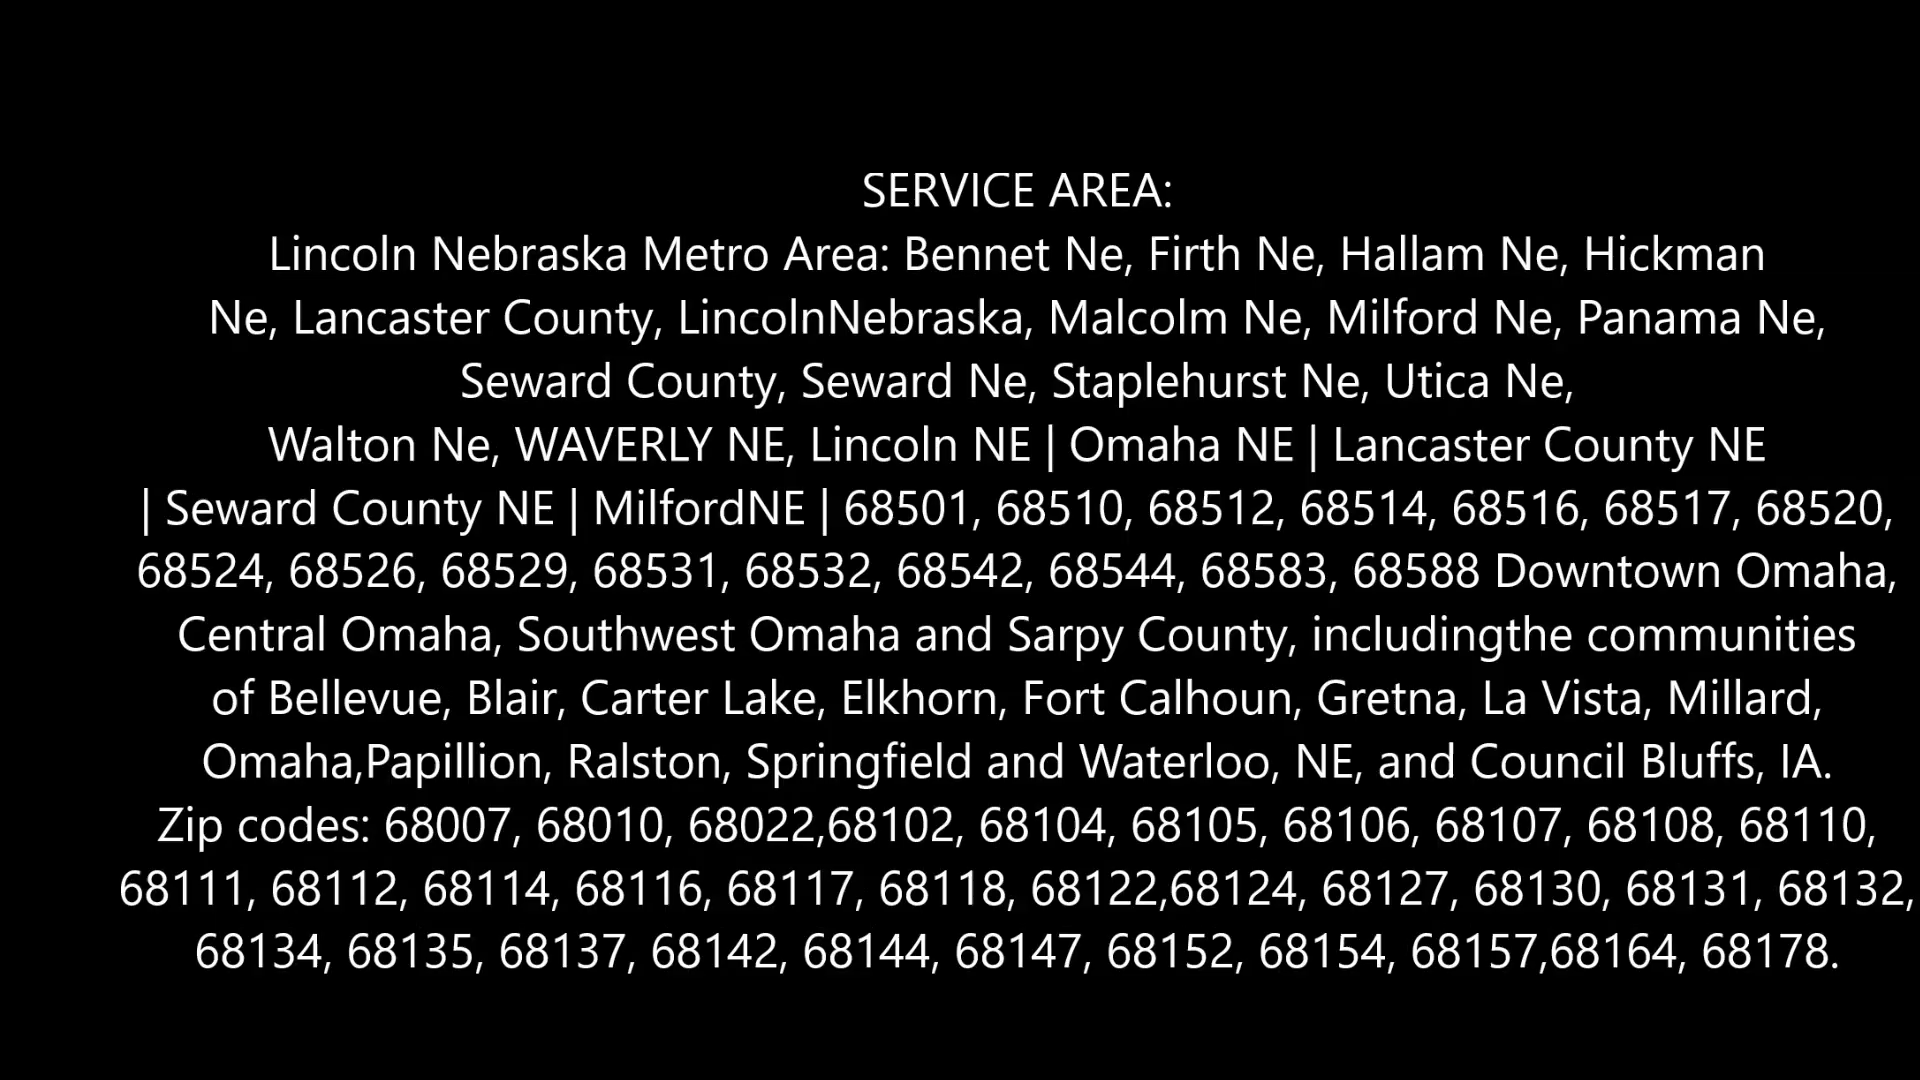 SERVICE AREA:
Lincoln Nebraska Metro Area: Bennet Ne, Firth Ne, Hallam Ne, Hickman
Ne, Lancaster County, LincolnNebraska, Malcolm Ne, Milford Ne, Panama Ne,
Seward County, Seward Ne, Staplehurst Ne, Utica Ne,
Walton Ne, WAVERLY NE, Lincoln NE | Omaha NE | Lancaster County NE
| Seward County NE | MilfordNE | 68501, 68510, 68512, 68514, 68516, 68517, 68520,
68524, 68526, 68529, 68531, 68532, 68542, 68544, 68583, 68588 Downtown Omaha,
Central Omaha, Southwest Omaha and Sarpy County, includingthe communities
of Bellevue, Blair, Carter Lake, Elkhorn, Fort Calhoun, Gretna, La Vista, Millard,
Omaha,Papillion, Ralston, Springfield and Waterloo, NE, and Council Bluffs, IA.
Zip codes: 68007, 68010, 68022,68102, 68104, 68105, 68106, 68107, 68108, 68110,
68111, 68112, 68114, 68116, 68117, 68118, 68122,68124, 68127, 68130, 68131, 68132,
68134, 68135, 68137, 68142, 68144, 68147, 68152, 68154, 68157,68164, 68178.